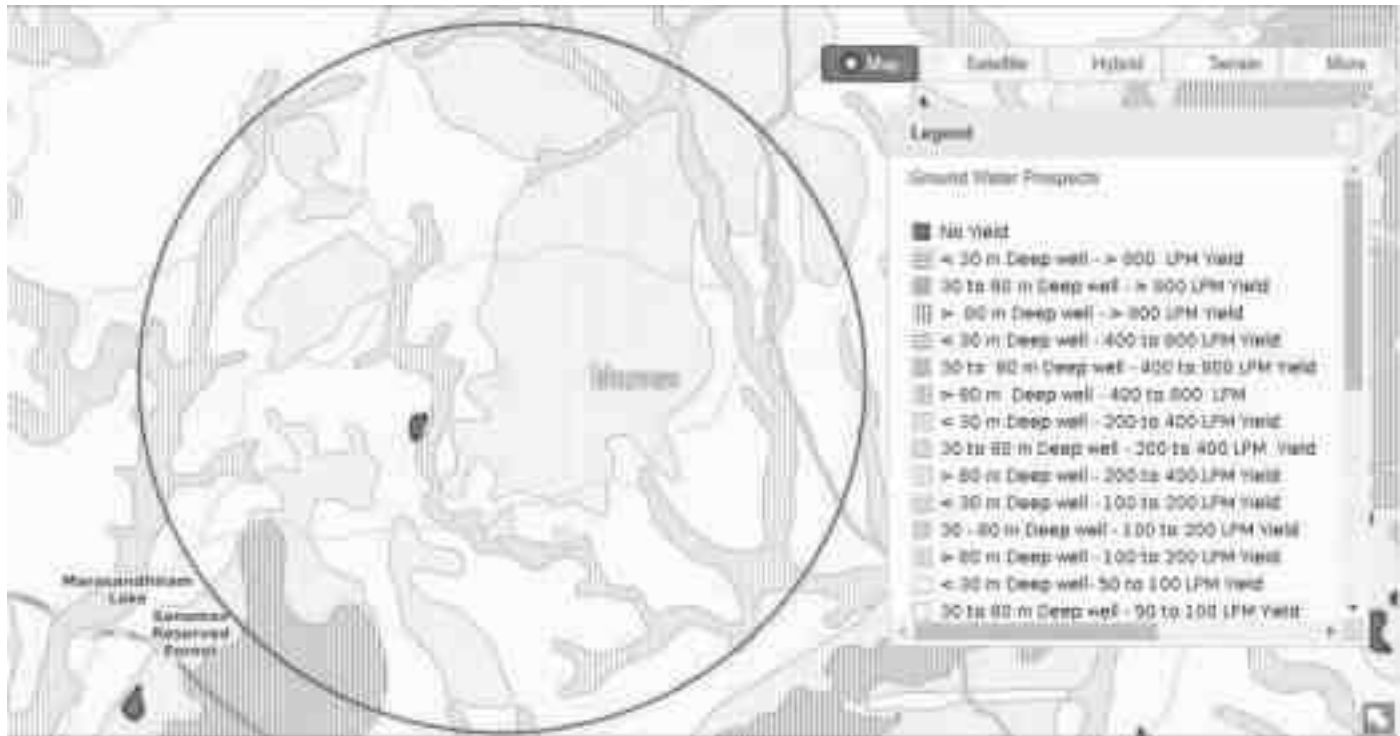 Map Satellite Hybrid Terrain More
Legend
Ground Water Prospects
No Yield
< 30 m Deep well - > 800 LPM Yield
30 to 80 m Deep well - > 800 LPM Yield
> 80 m Deep well - > 800 LPM Yield
< 30 m Deep well - 400 to 800 LPM Yield
30 to 80 m Deep well - 400 to 800 LPM Yield
> 80 m Deep well - 400 to 800 LPM
< 30 m Deep well - 200 to 400 LPM Yield
30 to 80 m Deep well - 200 to 400 LPM Yield
> 80 m Deep well - 200 to 400 LPM Yield
< 30 m Deep well - 100 to 200 LPM Yield
30 - 80 m Deep well - 100 to 200 LPM Yield
> 80 m Deep well - 100 to 200 LPM Yield
< 30 m Deep well- 50 to 100 LPM Yield
30 to 80 m Deep well - 50 to 100 LPM Yield
Lake
Reserved
Forest